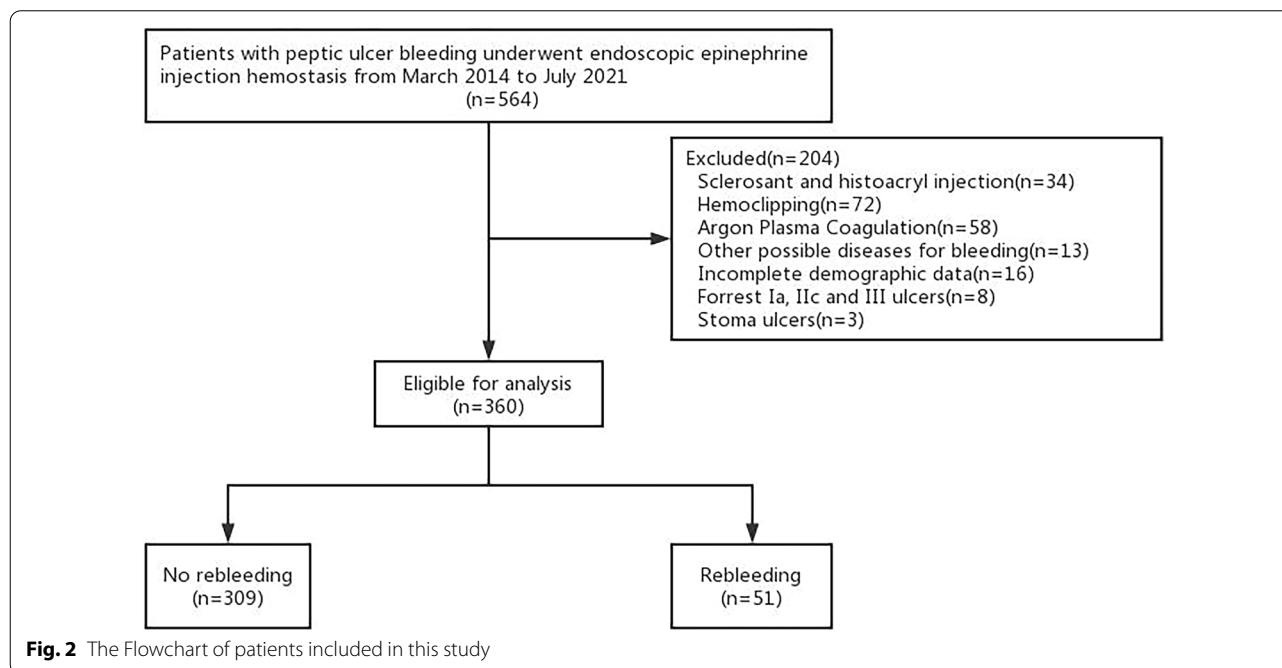 Patients with peptic ulcer bleeding underwent endoscopic epinephrine
injection hemostasis from March 2014 to July 2021
(n=564)
Excluded(n=204)
Sclerosant and histoacryl injection(n=34)
Hemoclipping(n=72)
Argon Plasma Coagulation(n=58)
Other possible diseases for bleeding(n=13)
Incomplete demographic data(n=16)
Forrest Ia, IIc and III ulcers(n=8)
Stoma ulcers(n=3)
Eligible for analysis
(n=360)
No rebleeding
(n=309)
Rebleeding
(n=51)
Fig. 2 The Flowchart of patients included in this study